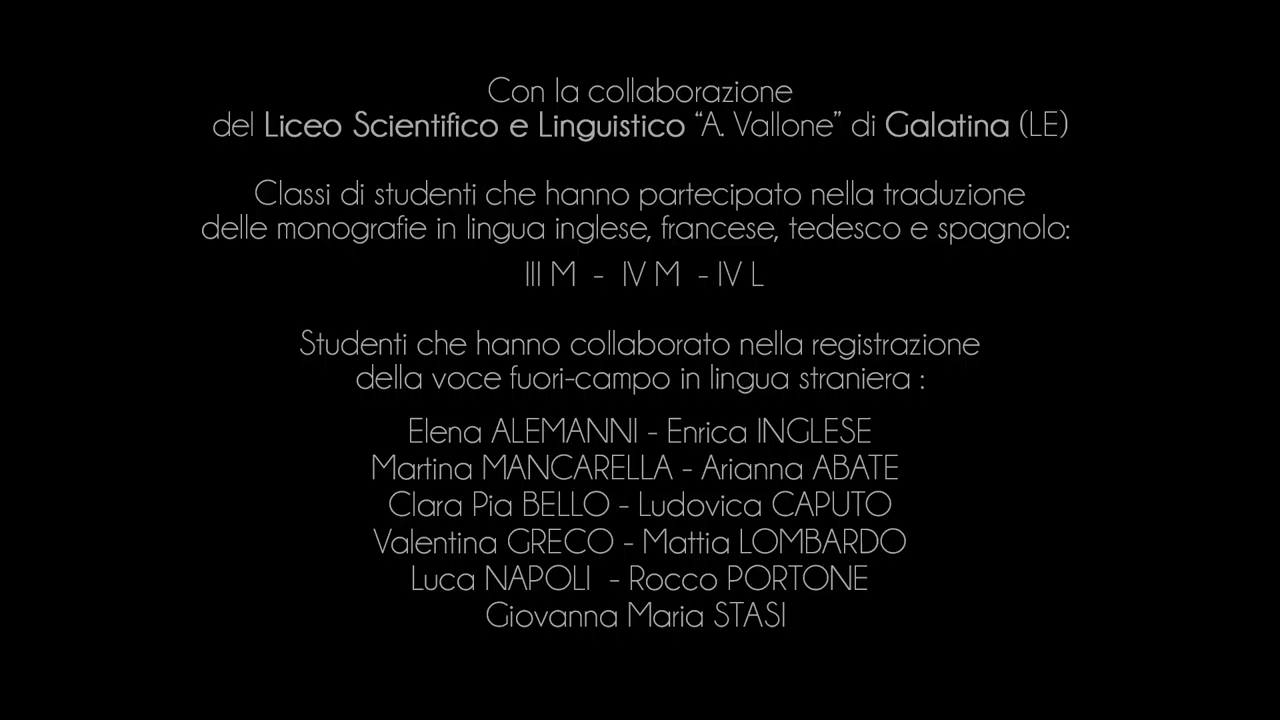 Con la collaborazione
del Liceo Scientifico e Linguistico “A. Vallone” di Galatina (LE)
Classi di studenti che hanno partecipato nella traduzione
delle monografie in lingua inglese, francese, tedesco e spagnolo:
III M - IV M - IV L
Studenti che hanno collaborato nella registrazione
della voce fuori-campo in lingua straniera :
Elena ALEMANNI - Enrica INGLESE
Martina MANCARELLA - Arianna ABATE
Clara Pia BELLO - Ludovica CAPUTO
Valentina GRECO - Mattia LOMBARDO
Luca NAPOLI - Rocco PORTONE
Giovanna Maria STASI